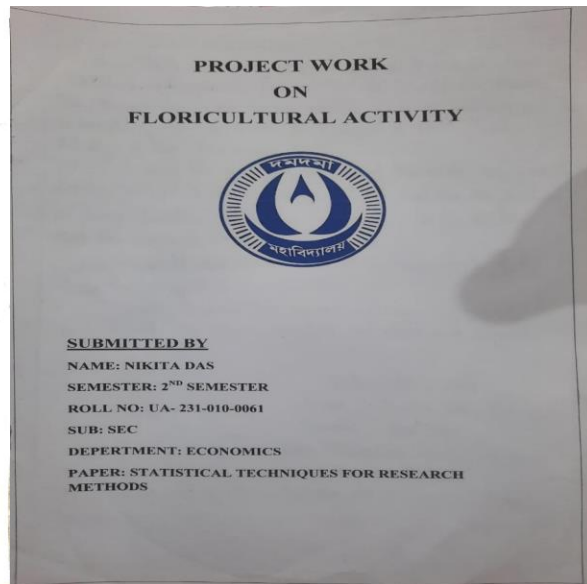 PROJECT WORK
ON
FLORICULTURAL ACTIVITY
দমদমা
মহাবিদ্যালয়
SUBMITTED BY
NAME: NIKITA DAS
SEMESTER: 2ND SEMESTER
ROLL NO: UA- 231-010-0061
SUB: SEC
DEPERTMENT: ECONOMICS
PAPER: STATISTICAL TECHNIQUES FOR RESEARCH
METHODS